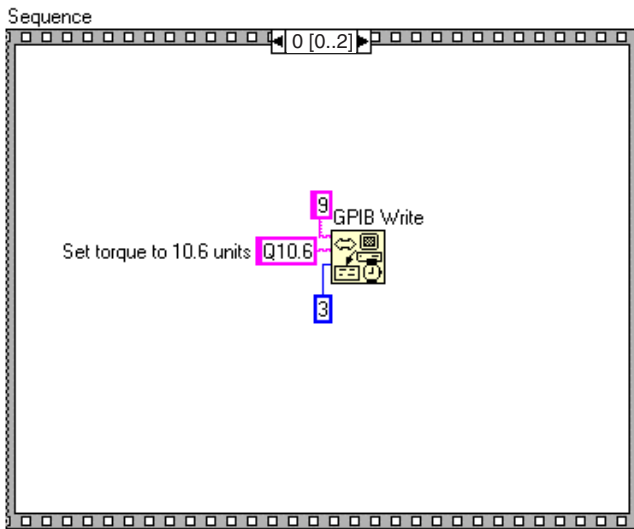 Sequence
0 [0..2]
9
GPIB Write
Set torque to 10.6 units Q10.6
3